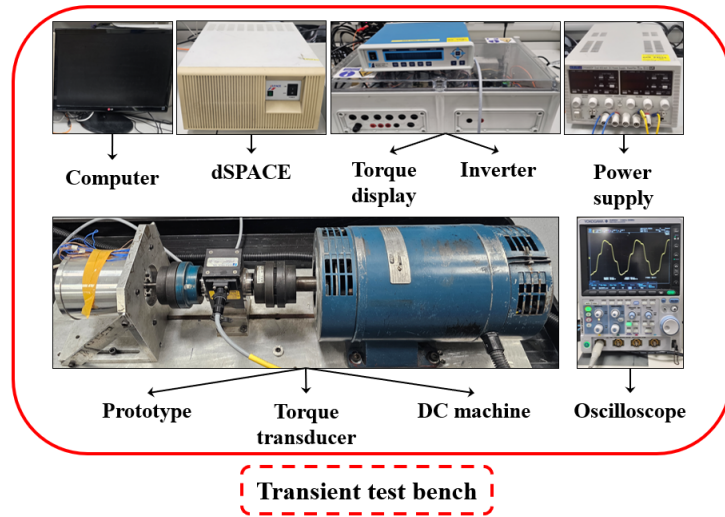 Computer
dSPACE
Torque
display
Inverter
Power
supply
Prototype
Torque
transducer
DC machine
Oscilloscope
Transient test bench